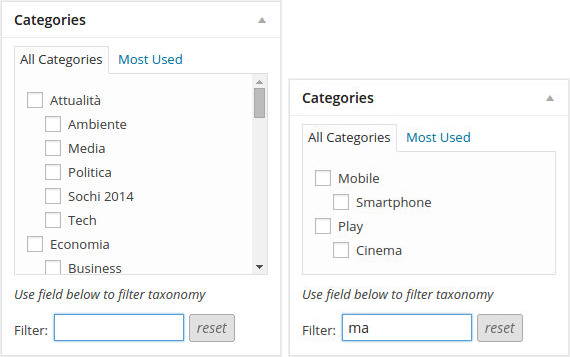 Categories
All Categories Most Used
Attualità
Ambiente
Media
Politica
Sochi 2014
Tech
Economia
Business
Use field below to filter taxonomy
Filter: reset
Categories
All Categories Most Used
Mobile
Smartphone
Play
Cinema
Use field below to filter taxonomy
Filter: ma reset